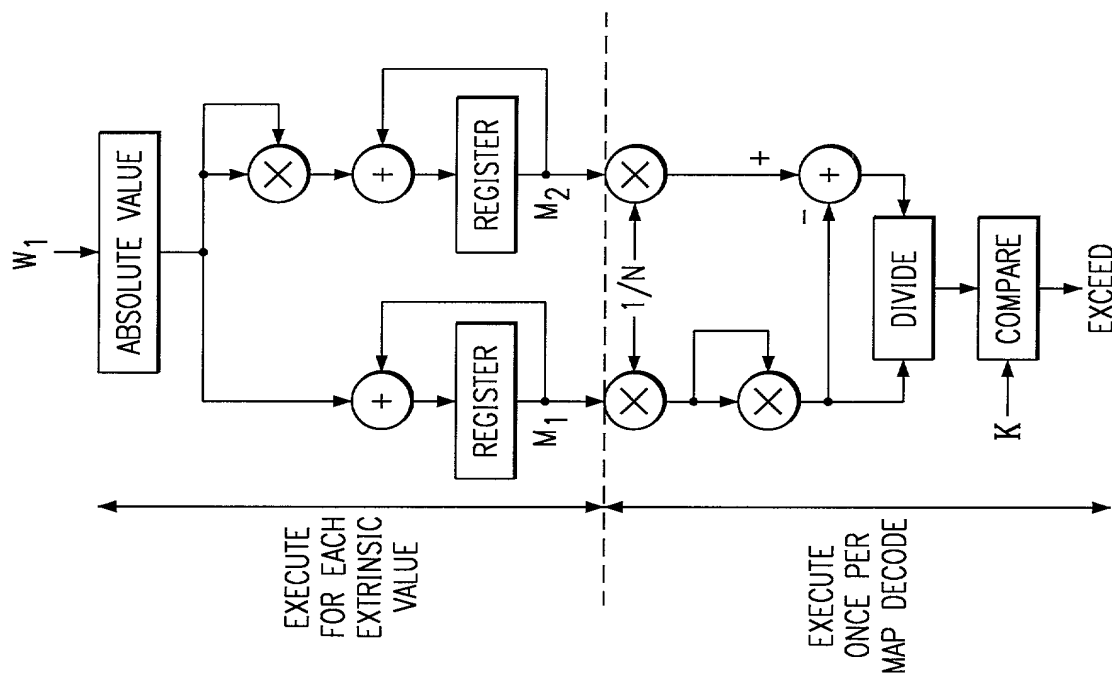 W1
ABSOLUTE VALUE
×
+
+
REGISTER
REGISTER
M1
M2
EXECUTE
FOR EACH
EXTRINSIC
VALUE
×
1/N
×
×
+
-
+
DIVIDE
K
COMPARE
EXCEED
EXECUTE
ONCE PER
MAP DECODE